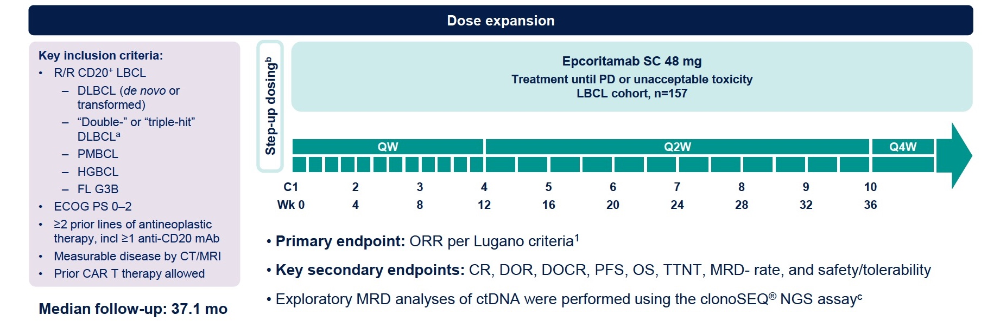 Dose expansion
Key inclusion criteria:
• R/R CD20⁺ LBCL
– DLBCL (de novo or
transformed)
– “Double-” or “triple-hit”
DLBCLᵃ
– PMBCL
– HGBCL
– FL G3B
• ECOG PS 0–2
• ≥2 prior lines of antineoplastic
therapy, incl ≥1 anti-CD20 mAb
• Measurable disease by CT/MRI
• Prior CAR T therapy allowed
Median follow-up: 37.1 mo
Step-up dosingᵇ
Epcoritamab SC 48 mg
Treatment until PD or unacceptable toxicity
LBCL cohort, n=157
QW Q2W Q4W
C1 2 3 4 5 6 7 8 9 10
Wk 0 4 8 12 16 20 24 28 32 36
• Primary endpoint: ORR per Lugano criteria¹
• Key secondary endpoints: CR, DOR, DOCR, PFS, OS, TTNT, MRD- rate, and safety/tolerability
• Exploratory MRD analyses of ctDNA were performed using the clonoSEQ® NGS assayᶜ